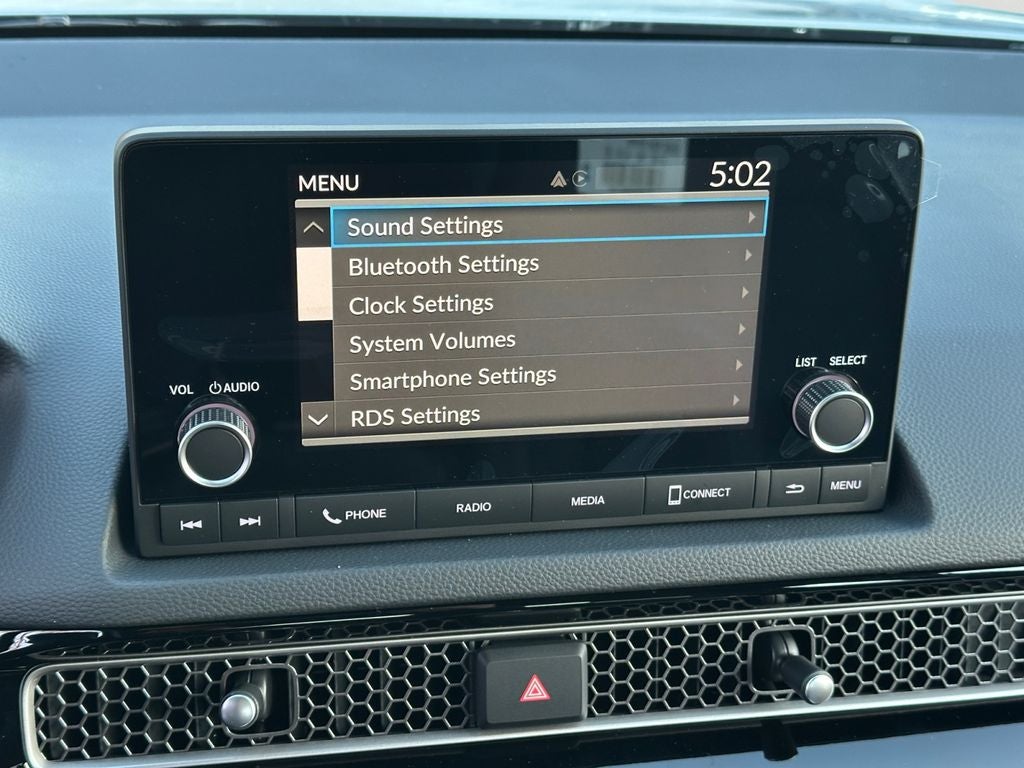 MENU
5:02
Sound Settings
Bluetooth Settings
Clock Settings
System Volumes
Smartphone Settings
RDS Settings
VOL AUDIO
LIST SELECT
PHONE
RADIO
MEDIA
CONNECT
MENU